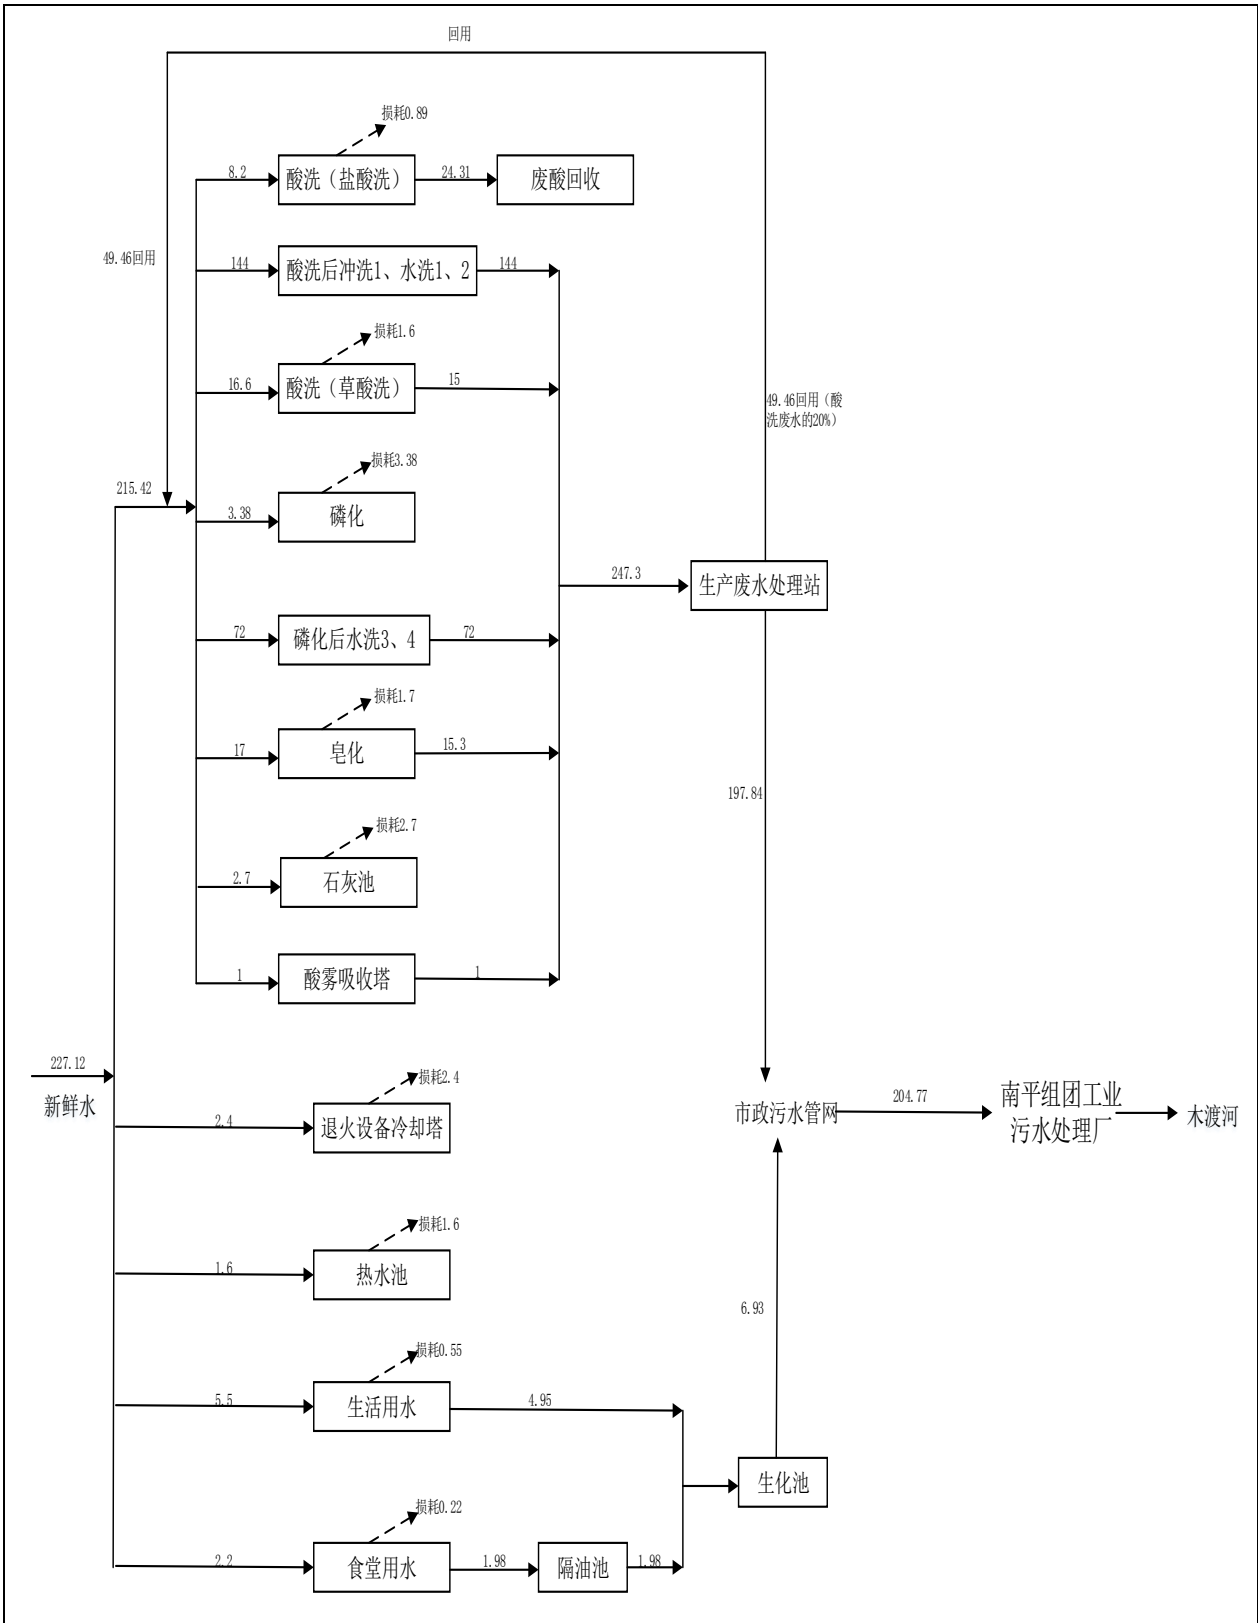 回用
损耗0.89
8.2
酸洗（盐酸洗）
24.31
废酸回收
49.46回用
144
酸洗后冲洗1、水洗1、2
144
损耗1.6
16.6
酸洗（草酸洗）
15
49.46回用（酸
洗废水的20%）
损耗3.38
215.42
3.38
磷化
247.3
生产废水处理站
72
磷化后水洗3、4
72
损耗1.7
17
皂化
15.3
197.84
损耗2.7
2.7
石灰池
1
酸雾吸收塔
1
227.12
新鲜水
损耗2.4
2.4
退火设备冷却塔
市政污水管网
204.77
南平组团工业
污水处理厂
木渡河
损耗1.6
1.6
热水池
6.93
损耗0.55
5.5
生活用水
4.95
生化池
损耗0.22
2.2
食堂用水
1.98
隔油池
1.98